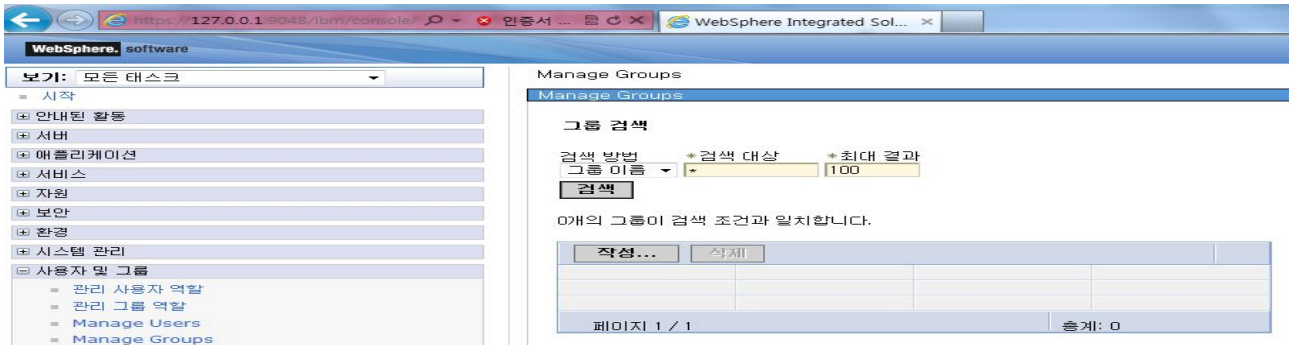 https://127.0.0.1:9048/ibm/console/ 인증서 ... WebSphere Integrated Sol...
WebSphere. software
보기: 모든 태스크
시작
안내된 활동
서버
애플리케이션
서비스
자원
보안
환경
시스템 관리
사용자 및 그룹
관리 사용자 역할
관리 그룹 역할
Manage Users
Manage Groups
Manage Groups
Manage Groups
그룹 검색
검색 방법 *검색 대상 *최대 결과
그룹 이름 * 100
검색
0개의 그룹이 검색 조건과 일치합니다.
작성... 삭제
페이지 1 / 1 총계: 0